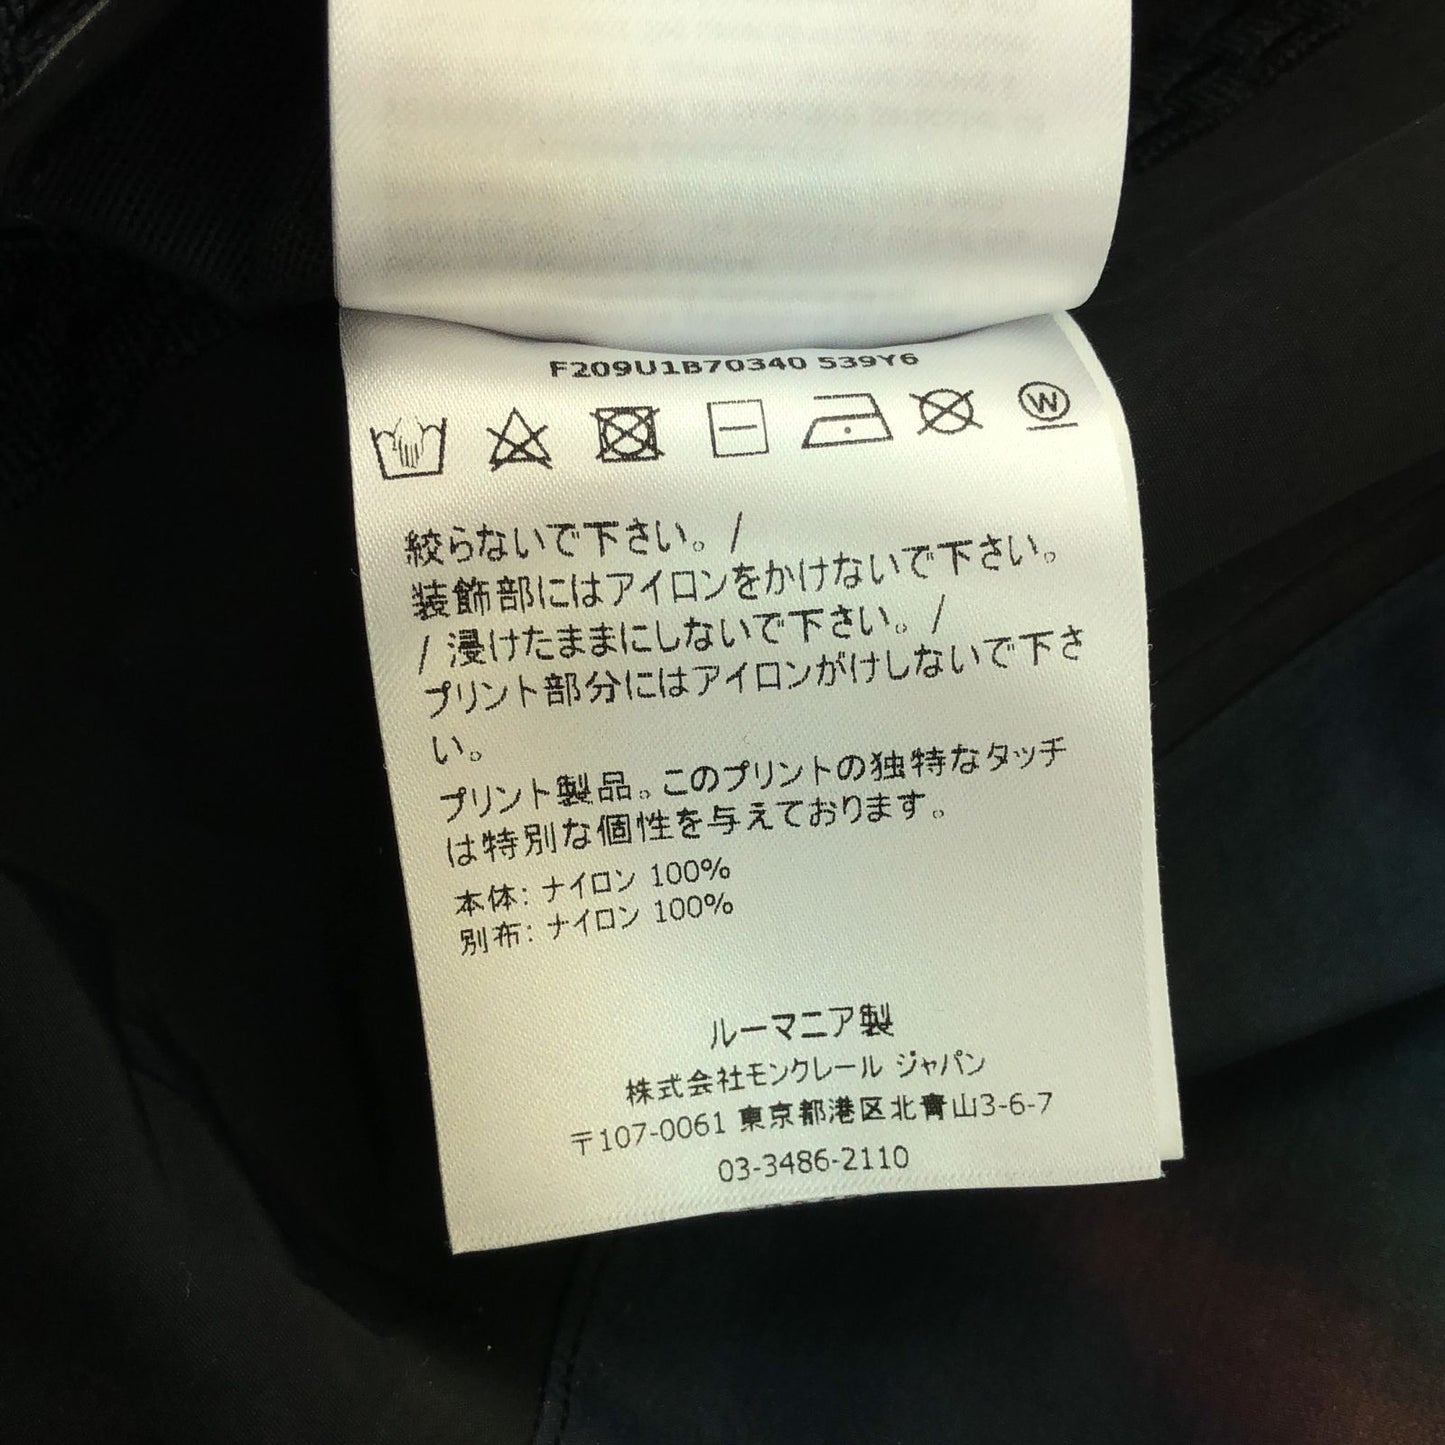 F209U1B70340 539Y6
W
絞らないで下さい。/
装飾部にはアイロンをかけないで下さい。
/ 浸けたままにしないで下さい。/
プリント部分にはアイロンがけしないで下さ
い。
プリント製品。このプリントの独特なタッチ
は特別な個性を与えております。
本体: ナイロン 100%
別布: ナイロン 100%
ルーマニア製
株式会社モンクレール ジャパン
〒107-0061 東京都港区北青山3-6-7
03-3486-2110